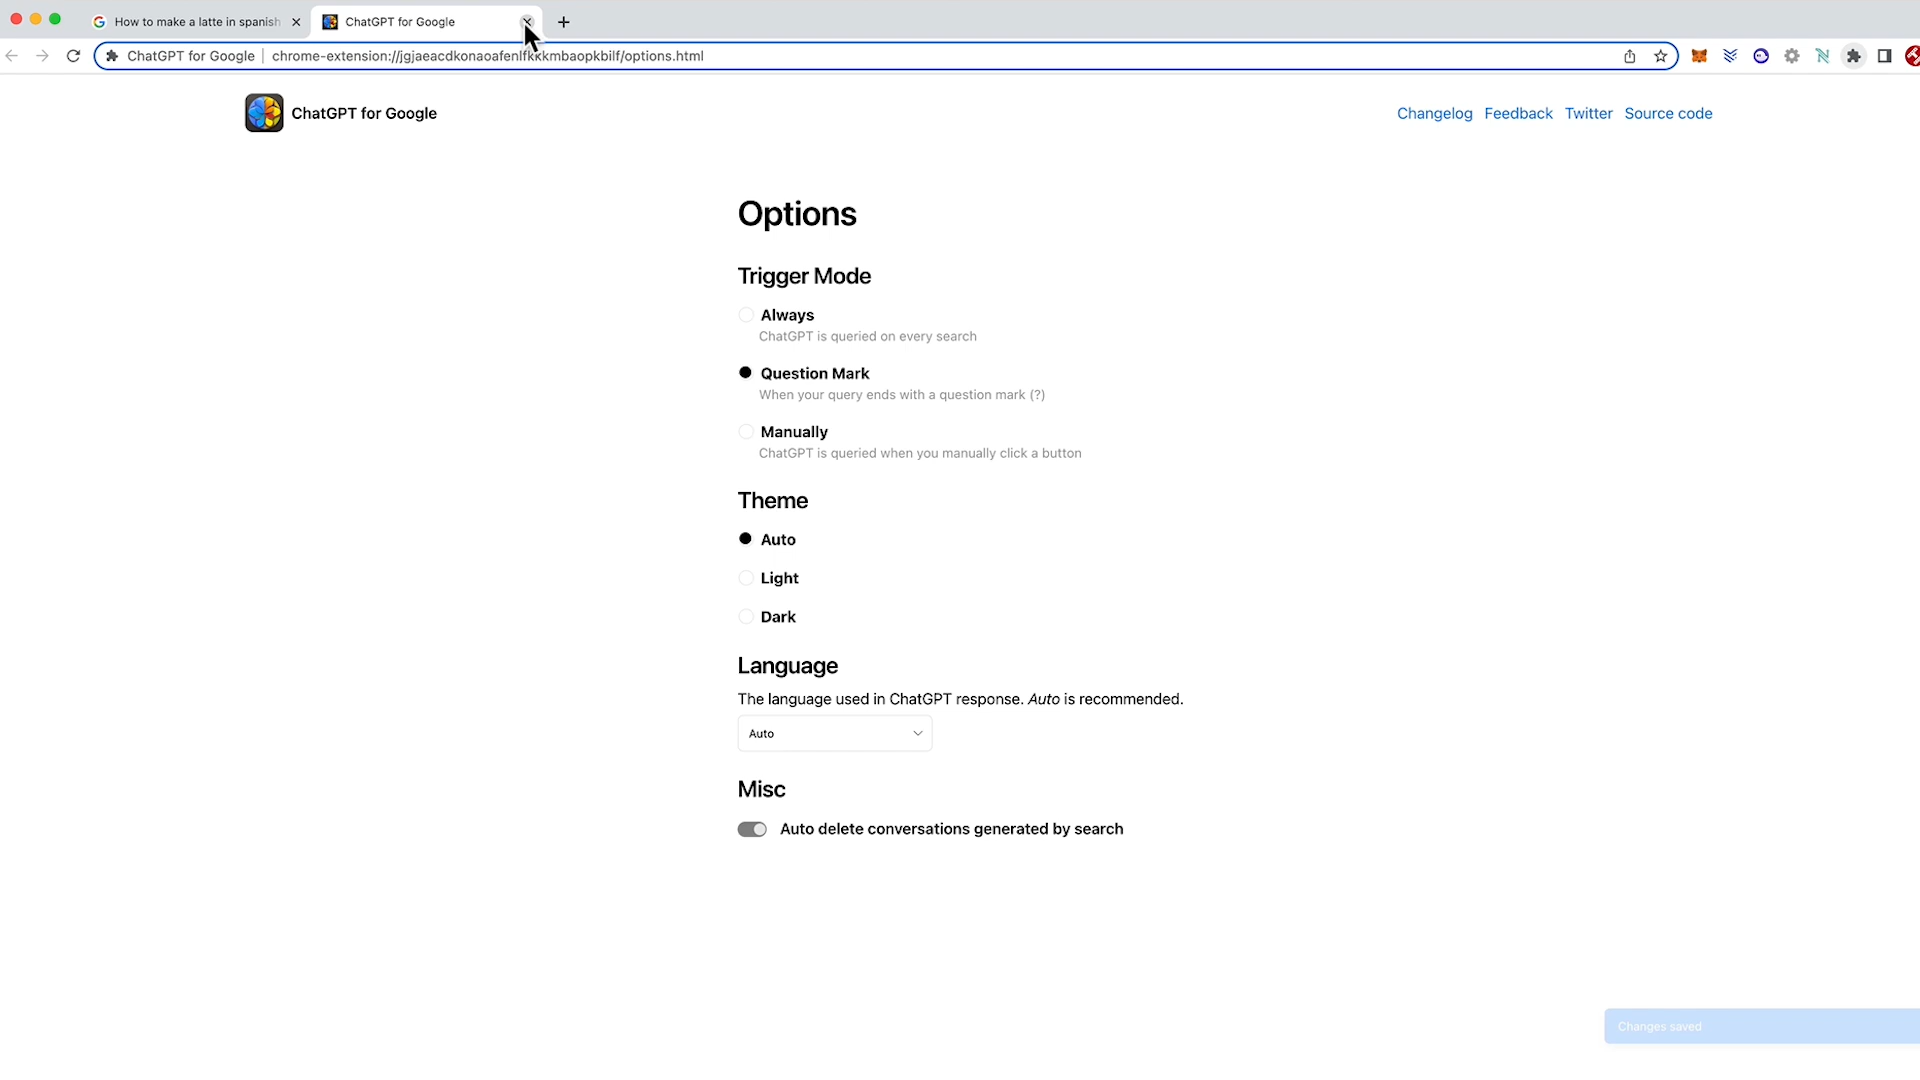 How to make a latte in spanish
ChatGPT for Google
ChatGPT for Google
chrome-extension://jgjaeacdkonaoafenlfkkkmbaopkbilf/options.html
ChatGPT for Google
Changelog Feedback Twitter Source code
Options
Trigger Mode
Always
ChatGPT is queried on every search
Question Mark
When your query ends with a question mark (?)
Manually
ChatGPT is queried when you manually click a button
Theme
Auto
Light
Dark
Language
The language used in ChatGPT response. Auto is recommended.
Auto
Misc
Auto delete conversations generated by search
Changes saved